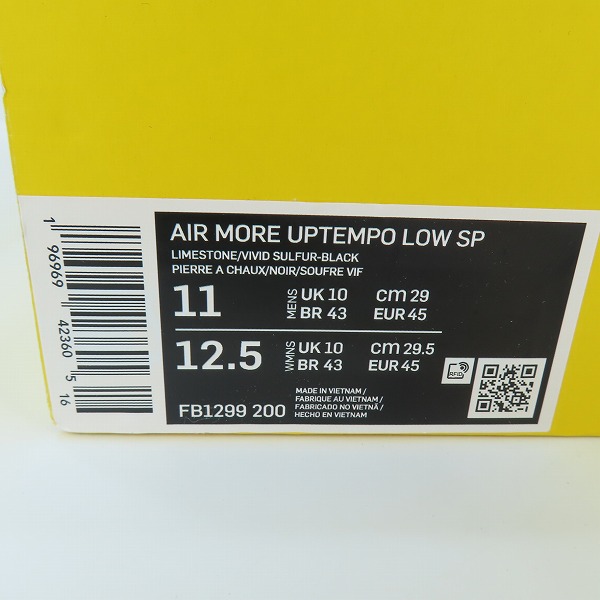 1 96969 42360 5 16
AIR MORE UPTEMPO LOW SP
LIMESTONE/VIVID SULFUR-BLACK
PIERRE A CHAUX/NOIR/SOUFRE VIF
11 MENS UK 10 cm 29
BR 43 EUR 45
12.5 WMNS UK 10 cm 29.5
BR 43 EUR 45
RFID
FB1299 200
MADE IN VIETNAM /
FABRIQUE AU VIETNAM /
FABRICADO NO VIETNÃ /
HECHO EN VIETNAM